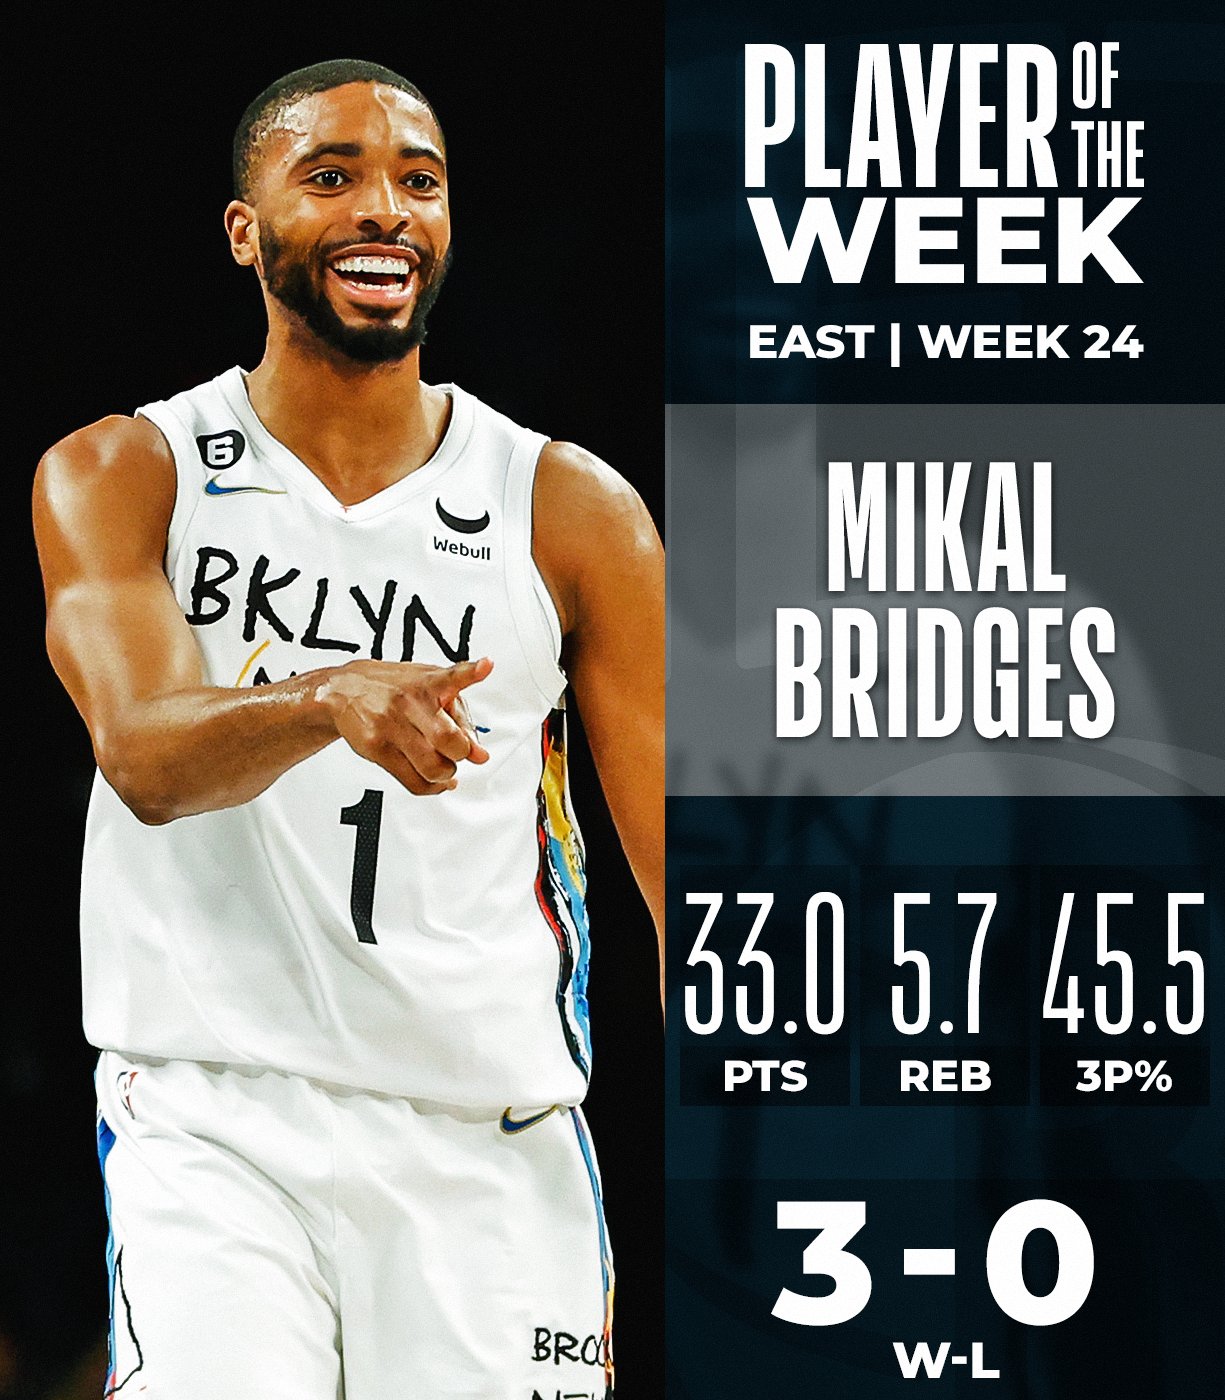 PLAYER OF THE
WEEK
EAST | WEEK 24
MIKAL
BRIDGES
33.0 5.7 45.5
PTS REB 3P%
3-0
W-L
6
Webull
BKLYN
1